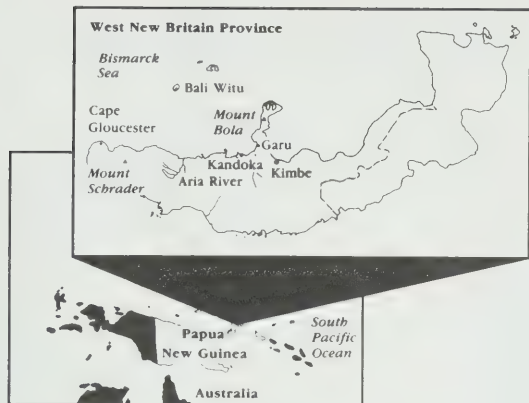 West New Britain Province
Bismarck
Sea
Bali Witu
Cape
Gloucester
Mount
Bola
Garu
Kandoka
Kimbe
Mount
Schrader
Aria River
Papua
New Guinea
South
Pacific
Ocean
Australia